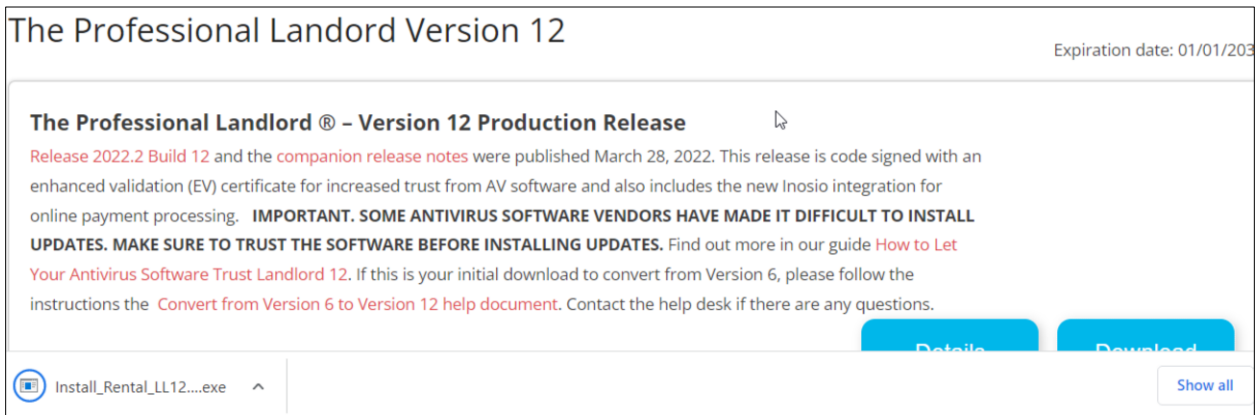 The Professional Landord Version 12
Expiration date: 01/01/203
The Professional Landlord ® – Version 12 Production Release
Release 2022.2 Build 12 and the companion release notes were published March 28, 2022. This release is code signed with an
enhanced validation (EV) certificate for increased trust from AV software and also includes the new Inosio integration for
online payment processing. IMPORTANT. SOME ANTIVIRUS SOFTWARE VENDORS HAVE MADE IT DIFFICULT TO INSTALL
UPDATES. MAKE SURE TO TRUST THE SOFTWARE BEFORE INSTALLING UPDATES. Find out more in our guide How to Let
Your Antivirus Software Trust Landlord 12. If this is your initial download to convert from Version 6, please follow the
instructions the Convert from Version 6 to Version 12 help document. Contact the help desk if there are any questions.
Details Download
Install_Rental_LL12....exe Show all